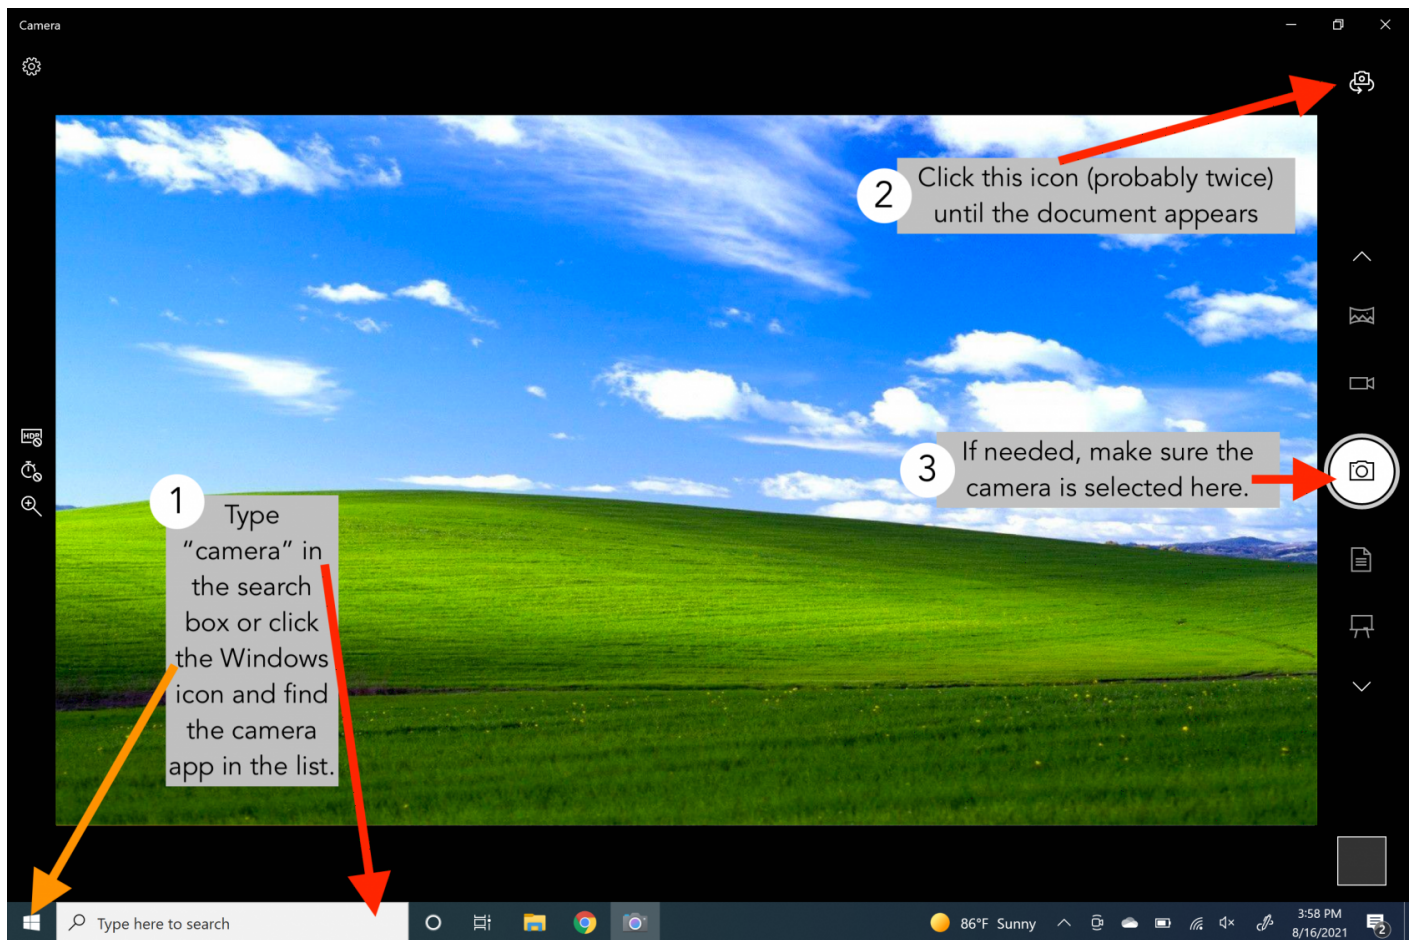 Camera
2
Click this icon (probably twice)
until the document appears
HDR
3
If needed, make sure the
camera is selected here.
1
Type
“camera” in
the search
box or click
the Windows
icon and find
the camera
app in the list.
Type here to search
86°F Sunny
3:58 PM
8/16/2021
2